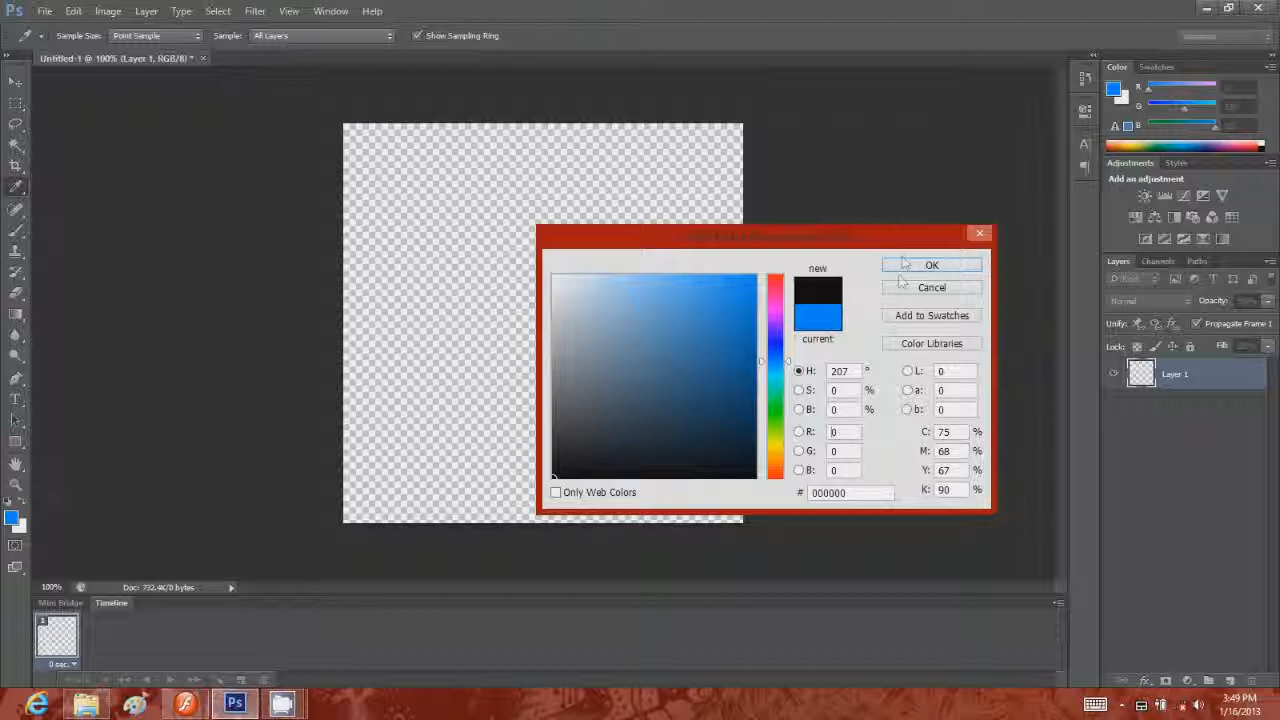 Ps File Edit Image Layer Type Select Filter View Window Help
Sample Size: Point Sample Sample: All Layers Show Sampling Ring
Untitled-1 @ 100% (Layer 1, RGB/8) * ×
Color Swatches
R
G
B
Adjustments Styles
Add an adjustment
Layers Channels Paths
Kind
Normal Opacity:
Unify: Propagate Frame 1
Lock: Fill:
Layer 1
new
current
OK
Cancel
Add to Swatches
Color Libraries
H: 207 ° L: 0
S: 0 % a: 0
B: 0 % b: 0
R: 0 C: 75 %
G: 0 M: 68 %
B: 0 Y: 67 %
# 000000 K: 90 %
Only Web Colors
100% Doc: 732.4K/0 bytes
Mini Bridge Timeline
1
0 sec.
Ps
3:49 PM
1/16/2013